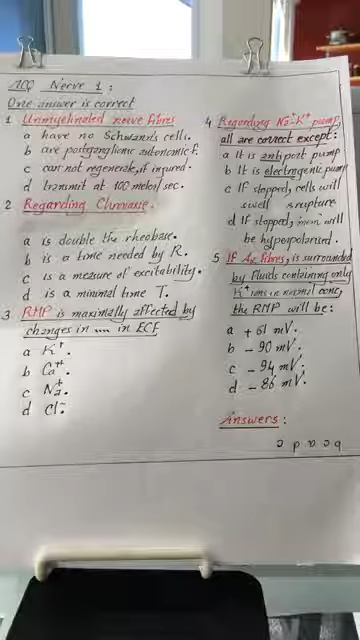 MCQ Nerve 1:
One answer is correct
1 Unmyelinated nerve fibres
a have no Schwann's cells.
b are postganglionic autonomic f.
c can not regenerate, if injured.
d transmit at 100 meter/sec.
2 Regarding Chronaxie.
a is double the rheobase.
b is a time needed by R.
c is a measure of excitability.
d is a minimal time T.
3 RMP is maximally affected by
changes in .... in ECF
a K+.
b Ca++.
c Na+.
d Cl-.
4 Regarding Na+-K+ pump,
all are correct except:
a It is antiport pump
b It is electrogenic pump
c If stopped, cells will
swell & rupture
d If stopped, mem will
be hyperpolarised.
5 If fibres, is surrounded
by fluids containing only
K+ ions in normal conc,
the RMP will be:
a + 61 mV.
b - 90 mV.
c - 94 mV.
d - 86 mV.
Answers:
b c a d c